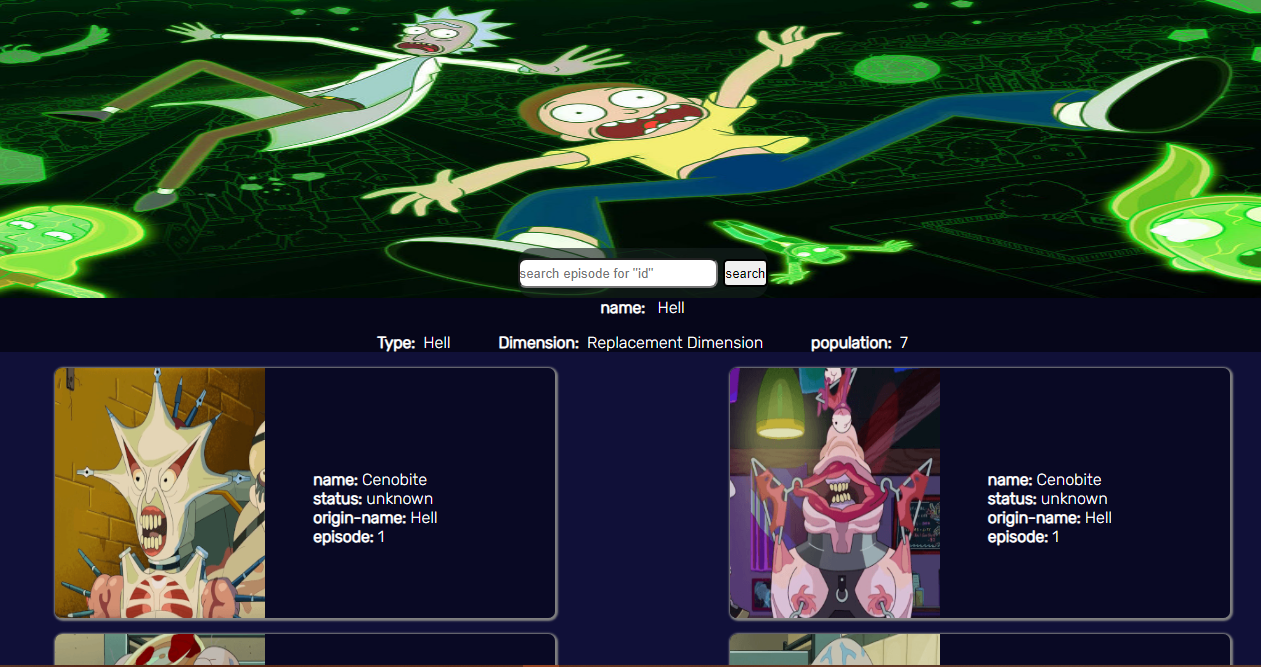 search episode for "id" search
name: Hell
Type: Hell Dimension: Replacement Dimension population: 7
name: Cenobite
status: unknown
origin-name: Hell
episode: 1
name: Cenobite
status: unknown
origin-name: Hell
episode: 1